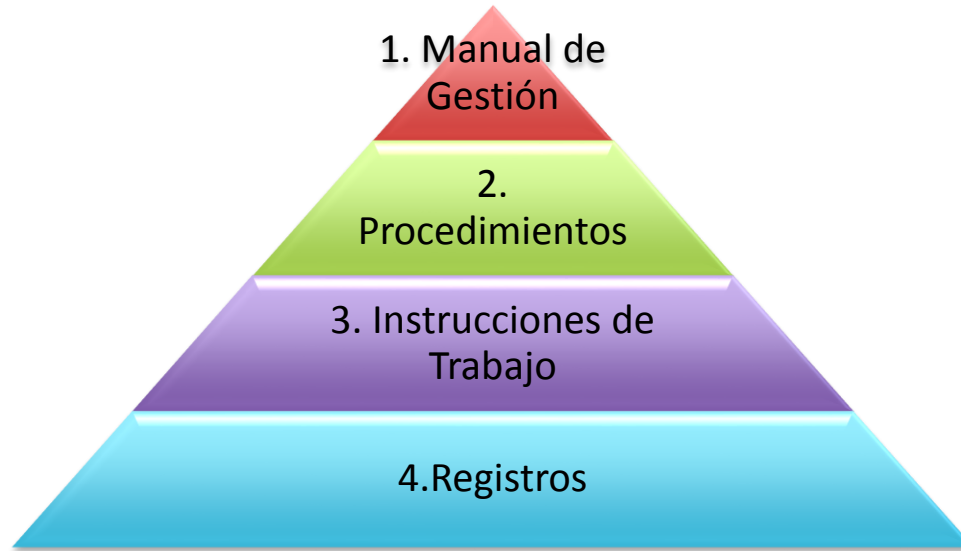 1. Manual de
Gestión
2.
Procedimientos
3. Instrucciones de
Trabajo
4.Registros